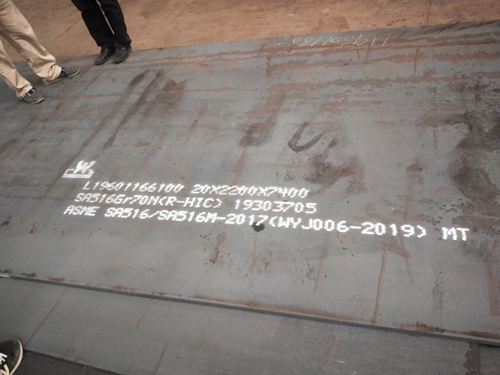 L19601166100 20X2200X7400
SA516Gr70N(R-HIC) 19303705
ASME SA516/SA516M-2017(WYJ006-2019) MT